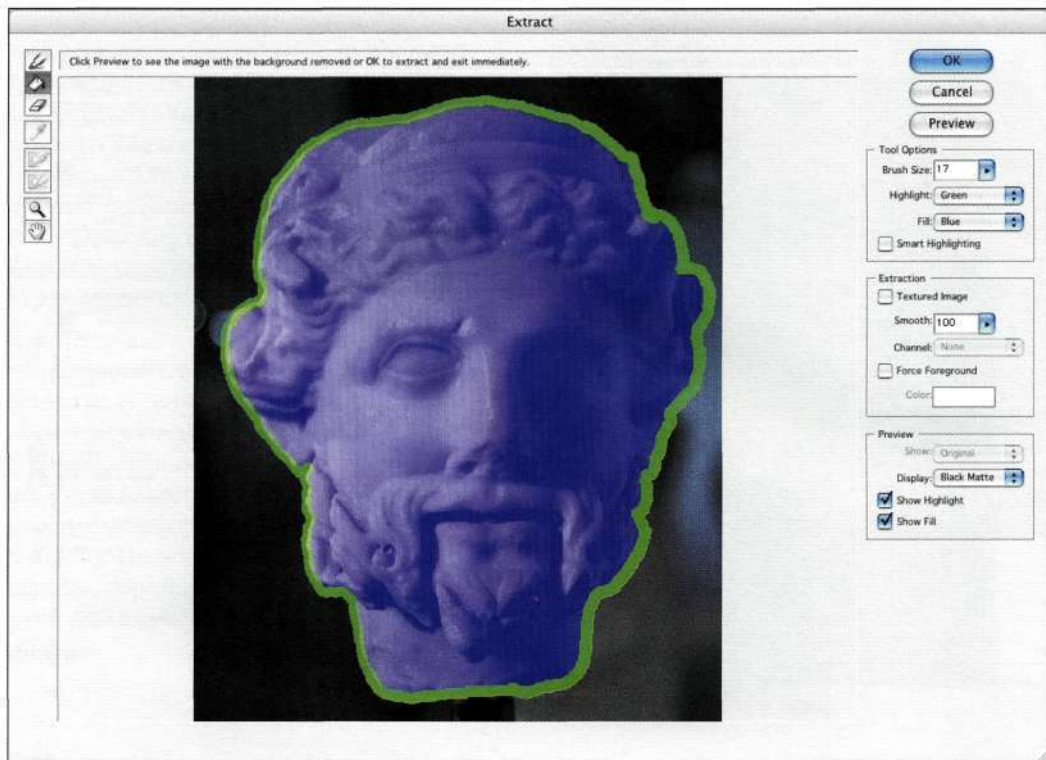 Extract
Click Preview to see the image with the background removed or OK to extract and exit immediately.
OK
Cancel
Preview
Tool Options
Brush Size: 17
Highlight: Green
Fill: Blue
Smart Highlighting
Extraction
Textured Image
Smooth: 100
Channel: None
Force Foreground
Color:
Preview
Show: Original
Display: Black Matte
Show Highlight
Show Fill